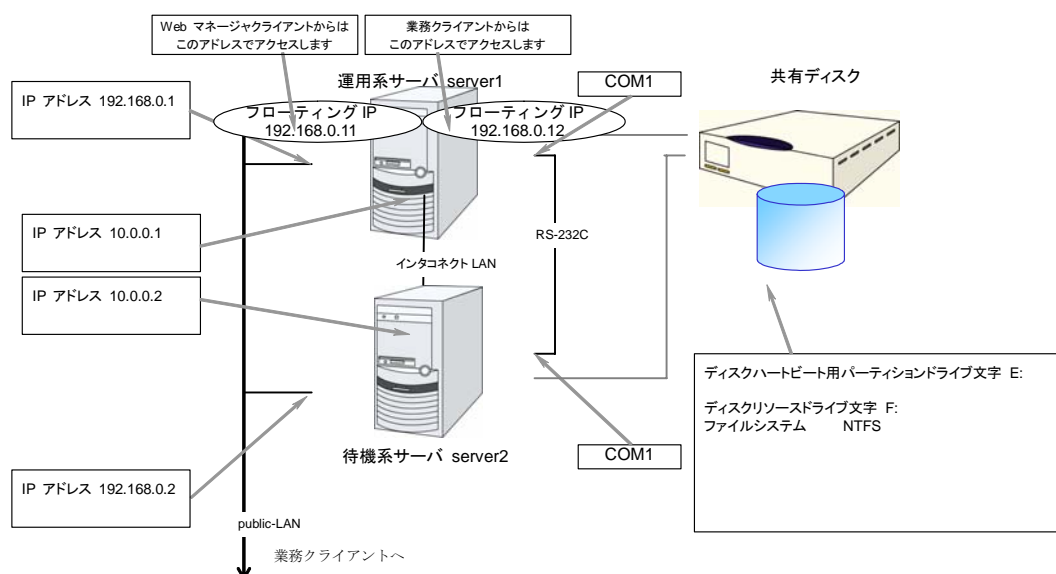 Web マネージャクライアントからは
このアドレスでアクセスします
業務クライアントからは
このアドレスでアクセスします
運用系サーバ server1
COM1
共有ディスク
IP アドレス 192.168.0.1
フローティング IP
192.168.0.11
フローティング IP
192.168.0.12
IP アドレス 10.0.0.1
RS-232C
インタコネクト LAN
IP アドレス 10.0.0.2
ディスクハートビート用パーティションドライブ文字 E:
ディスクリソースドライブ文字 F:
ファイルシステム NTFS
待機系サーバ server2
COM1
IP アドレス 192.168.0.2
public-LAN
業務クライアントへ